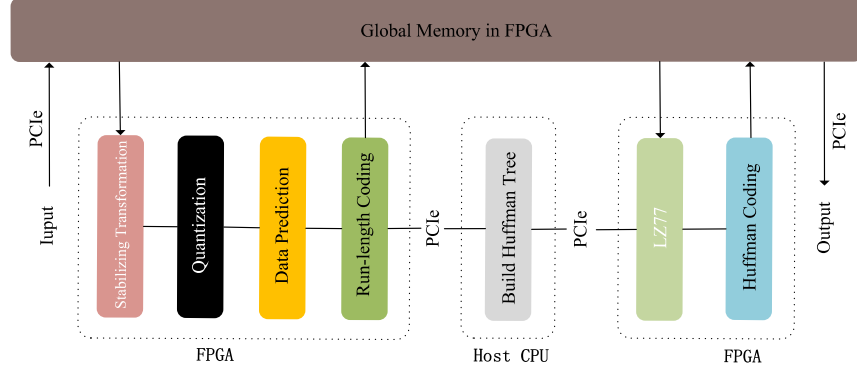 Global Memory in FPGA
PCIe
Iuput
Stabilizing Transformation
Quantization
Data Prediction
Run-length Coding
PCIe
Build Huffman Tree
PCIe
LZ77
Huffman Coding
PCIe
Output
FPGA
Host CPU
FPGA